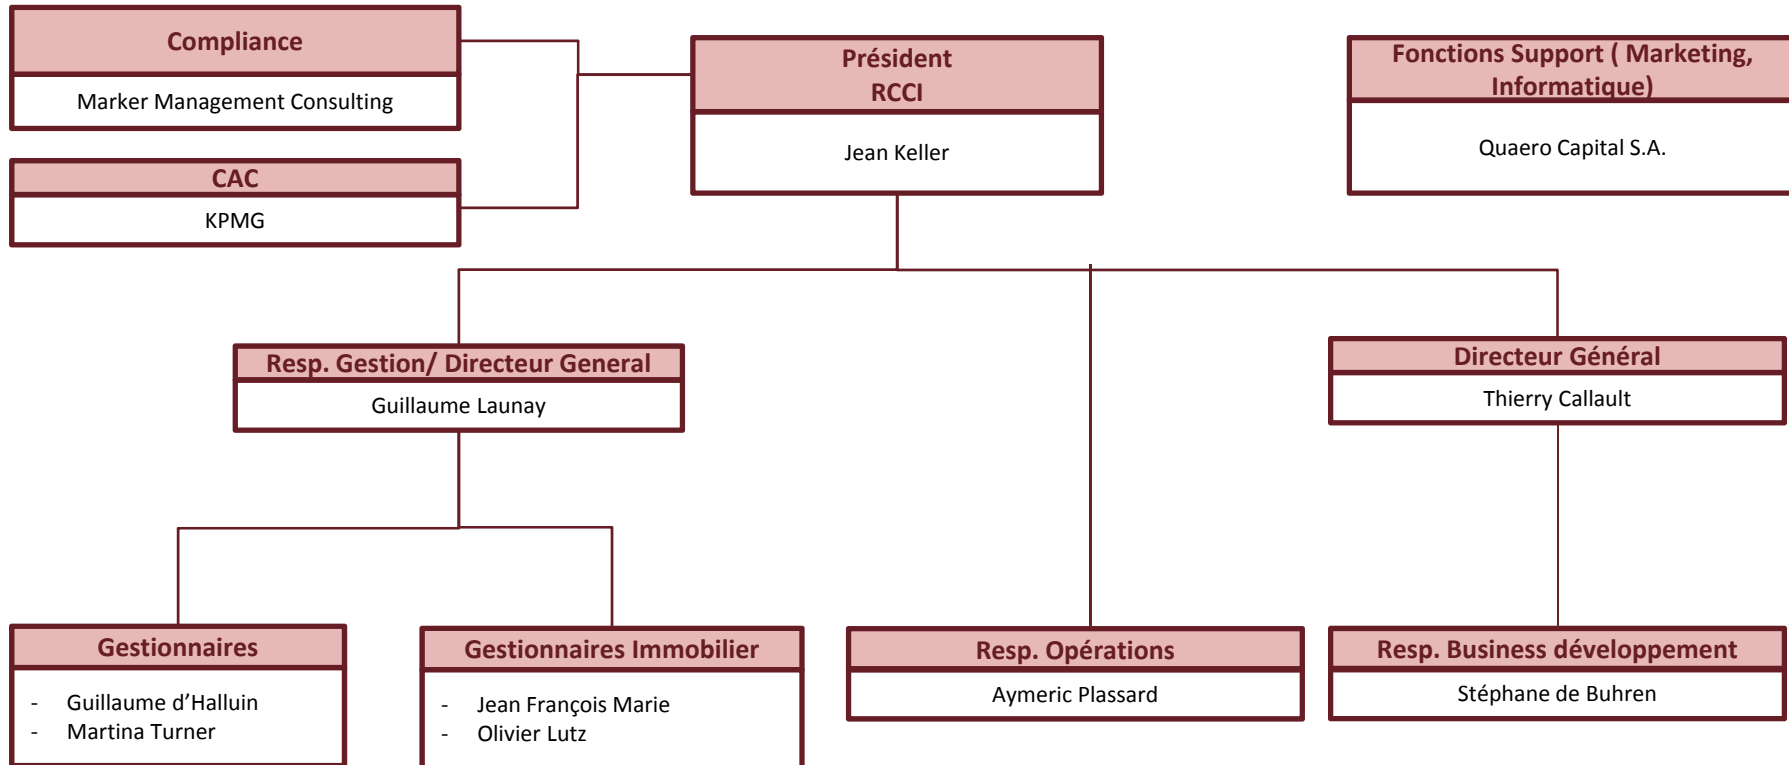 Compliance
Marker Management Consulting
CAC
KPMG
Président
RCCI
Jean Keller
Fonctions Support ( Marketing,
Informatique)
Quaero Capital S.A.
Resp. Gestion/ Directeur General
Guillaume Launay
Directeur Général
Thierry Callault
Gestionnaires
- Guillaume d’Halluin
- Martina Turner
Gestionnaires Immobilier
- Jean François Marie
- Olivier Lutz
Resp. Opérations
Aymeric Plassard
Resp. Business développement
Stéphane de Buhren